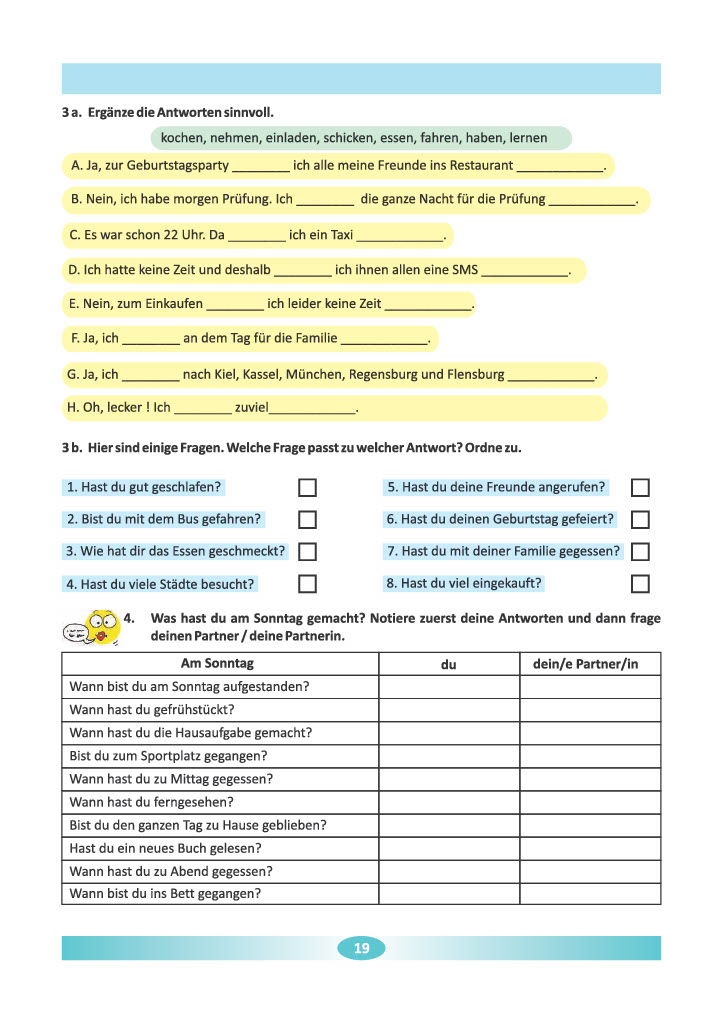 3 a. Ergänze die Antworten sinnvoll.
kochen, nehmen, einladen, schicken, essen, fahren, haben, lernen
A. Ja, zur Geburtstagsparty ________ ich alle meine Freunde ins Restaurant ____________.
B. Nein, ich habe morgen Prüfung. Ich ________ die ganze Nacht für die Prüfung ____________.
C. Es war schon 22 Uhr. Da ________ ich ein Taxi ____________.
D. Ich hatte keine Zeit und deshalb ________ ich ihnen allen eine SMS ____________.
E. Nein, zum Einkaufen ________ ich leider keine Zeit ____________.
F. Ja, ich ________ an dem Tag für die Familie ____________.
G. Ja, ich ________ nach Kiel, Kassel, München, Regensburg und Flensburg ____________.
H. Oh, lecker ! Ich ________ zuviel____________.
3 b. Hier sind einige Fragen. Welche Frage passt zu welcher Antwort? Ordne zu.
1. Hast du gut geschlafen?
2. Bist du mit dem Bus gefahren?
3. Wie hat dir das Essen geschmeckt?
4. Hast du viele Städte besucht?
5. Hast du deine Freunde angerufen?
6. Hast du deinen Geburtstag gefeiert?
7. Hast du mit deiner Familie gegessen?
8. Hast du viel eingekauft?
4. Was hast du am Sonntag gemacht? Notiere zuerst deine Antworten und dann frage
deinen Partner / deine Partnerin.
Am Sonntag du dein/e Partner/in
Wann bist du am Sonntag aufgestanden?
Wann hast du gefrühstückt?
Wann hast du die Hausaufgabe gemacht?
Bist du zum Sportplatz gegangen?
Wann hast du zu Mittag gegessen?
Wann hast du ferngesehen?
Bist du den ganzen Tag zu Hause geblieben?
Hast du ein neues Buch gelesen?
Wann hast du zu Abend gegessen?
Wann bist du ins Bett gegangen?
19